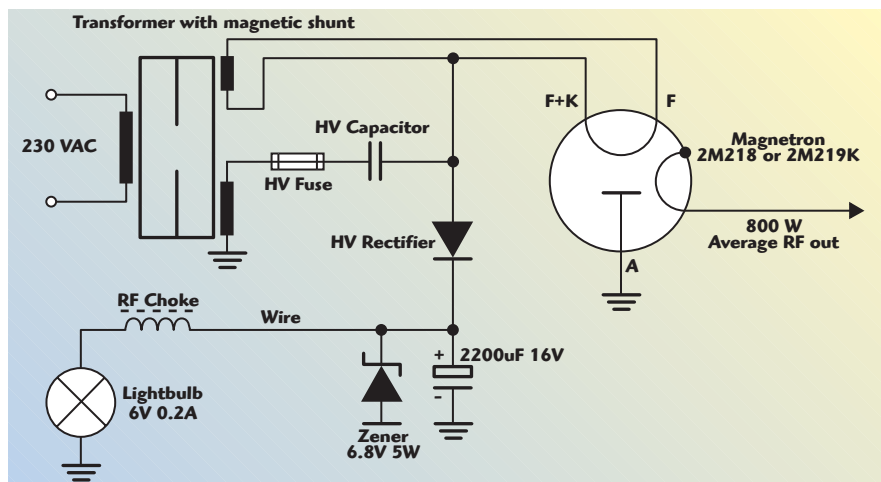 Transformer with magnetic shunt
F+K
F
HV Capacitor
230 VAC
Magnetron
2M218 or 2M219K
HV Fuse
800 W
Average RF out
HV Rectifier
A
RF Choke
Wire
+ 2200uF 16V
-
Lightbulb
6V 0.2A
Zener
6.8V 5W